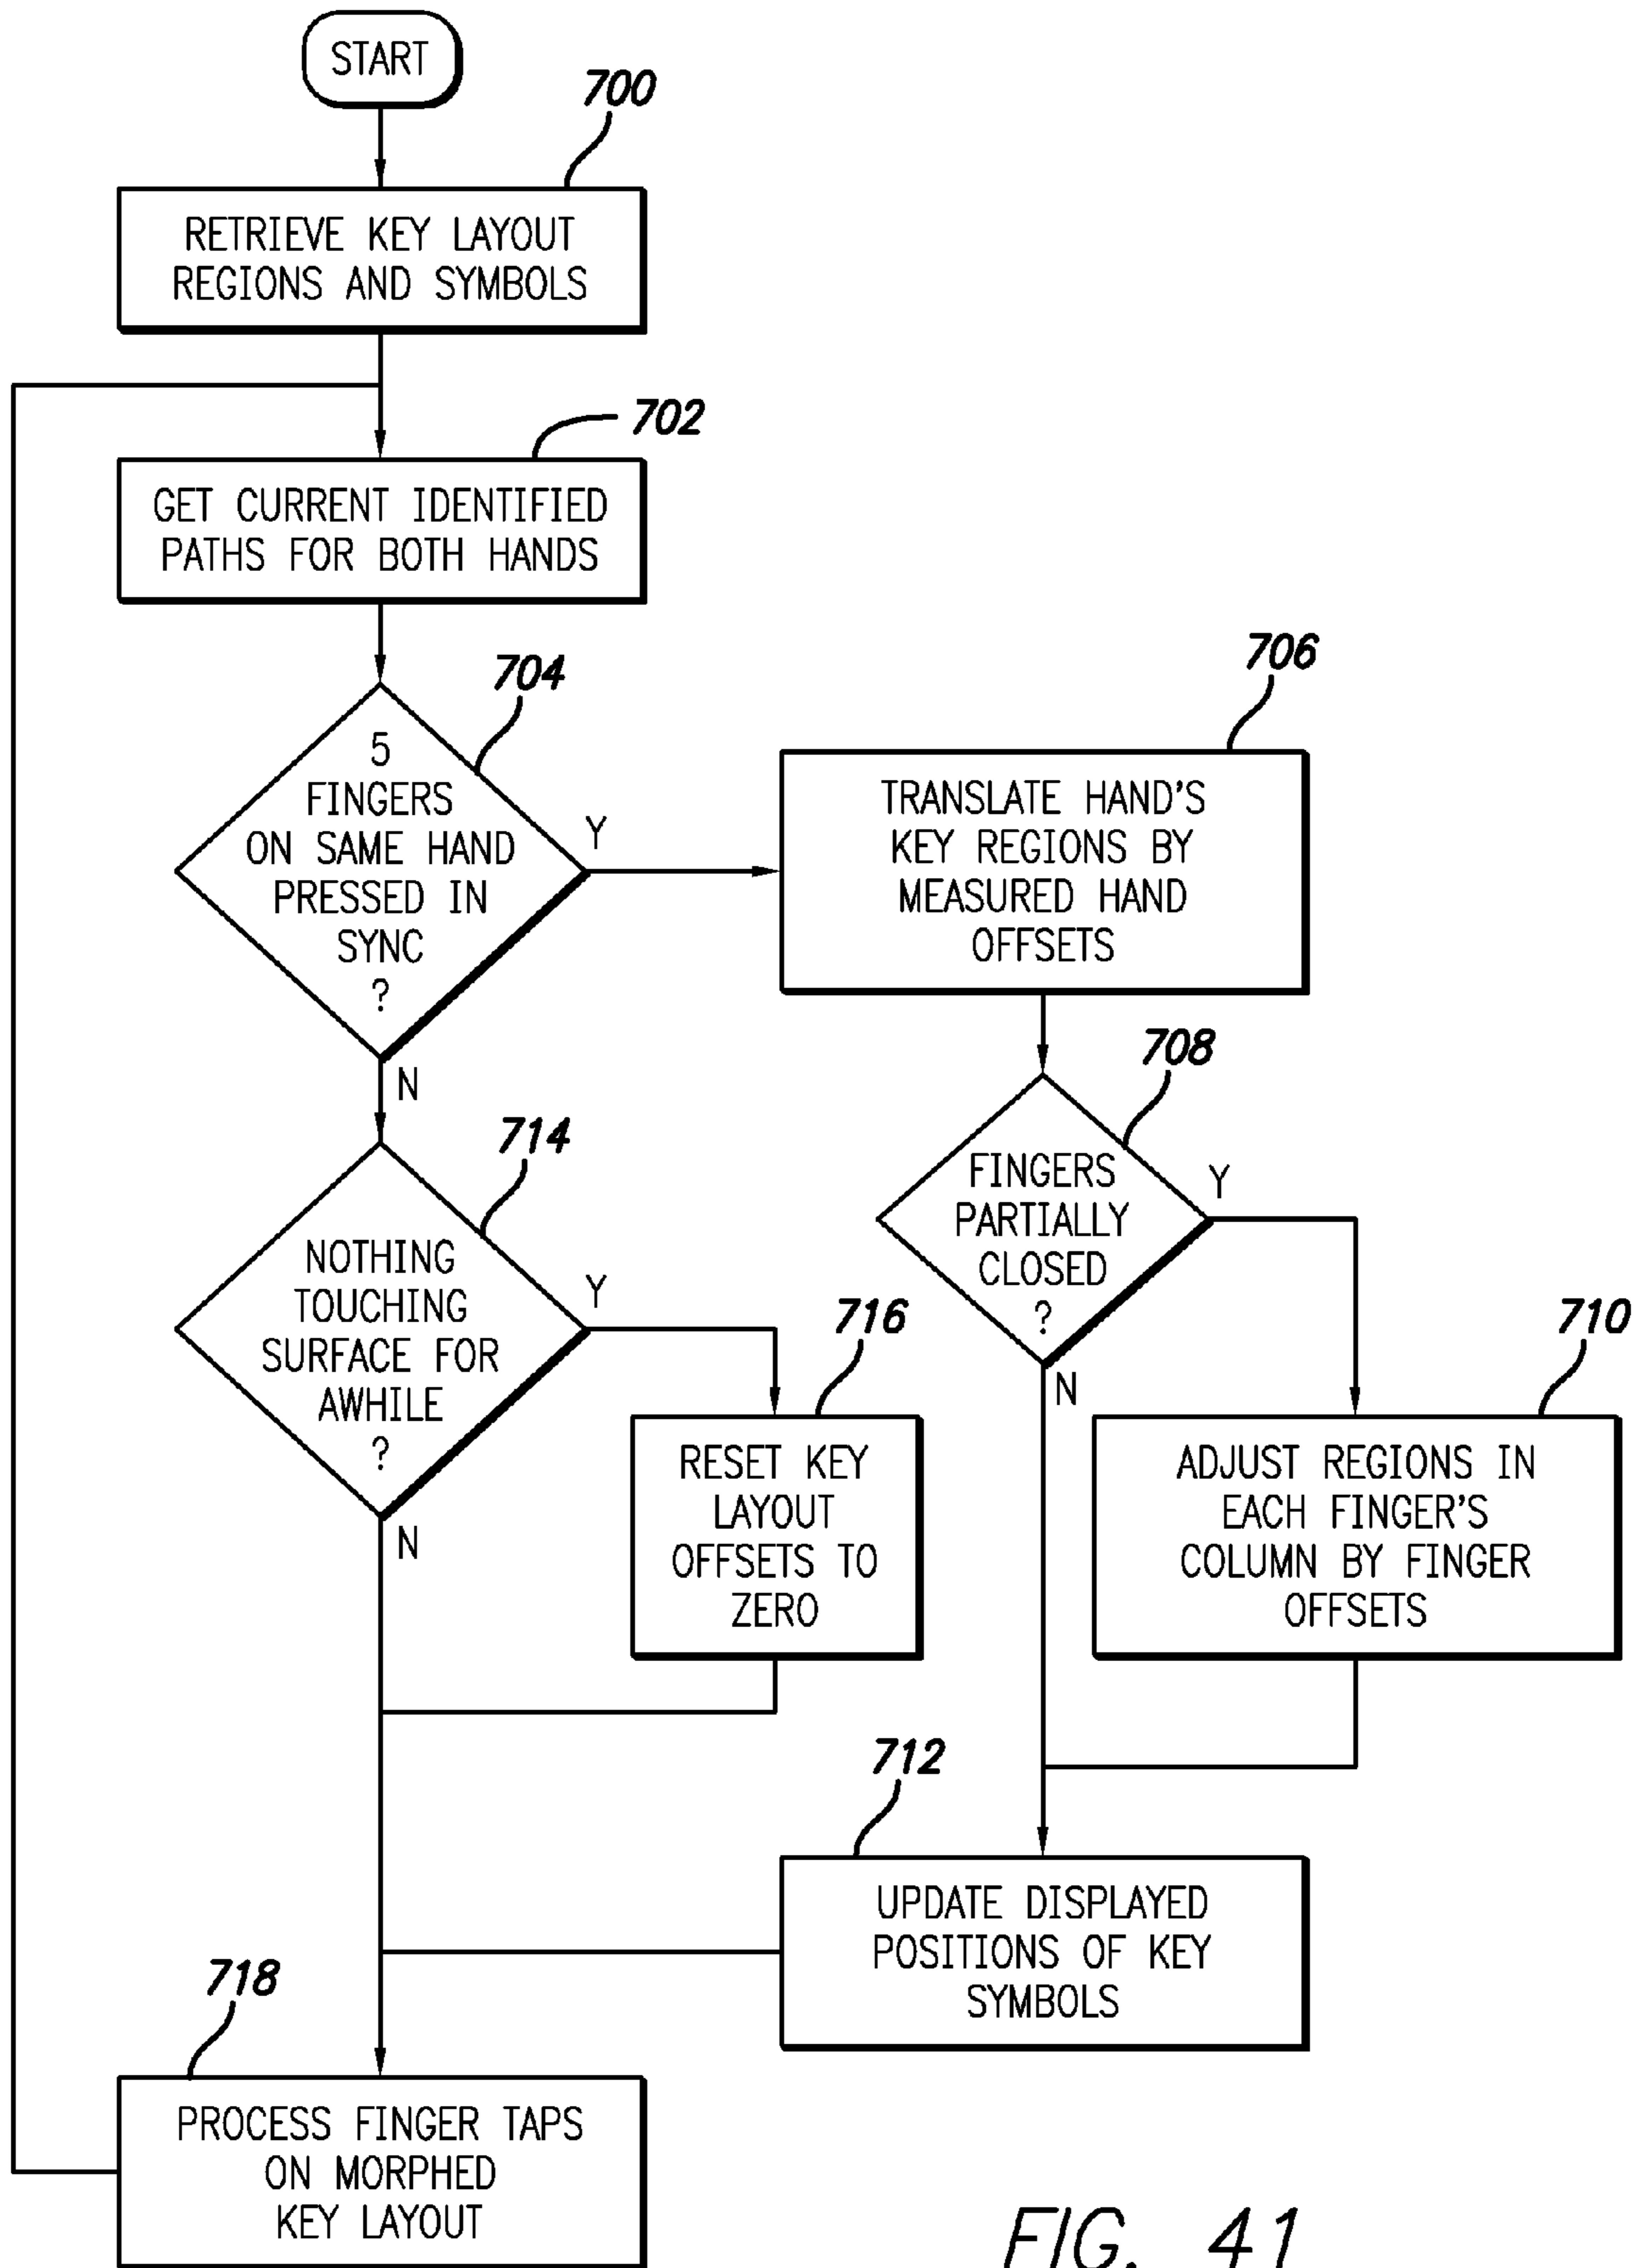 START
700
RETRIEVE KEY LAYOUT
REGIONS AND SYMBOLS
702
GET CURRENT IDENTIFIED
PATHS FOR BOTH HANDS
704
5
FINGERS
ON SAME HAND
PRESSED IN
SYNC
?
Y
N
706
TRANSLATE HAND'S
KEY REGIONS BY
MEASURED HAND
OFFSETS
708
FINGERS
PARTIALLY
CLOSED
?
Y
N
710
ADJUST REGIONS IN
EACH FINGER'S
COLUMN BY FINGER
OFFSETS
714
NOTHING
TOUCHING
SURFACE FOR
AWHILE
?
Y
N
716
RESET KEY
LAYOUT
OFFSETS TO
ZERO
712
UPDATE DISPLAYED
POSITIONS OF KEY
SYMBOLS
718
PROCESS FINGER TAPS
ON MORPHED
KEY LAYOUT
FIG. 41